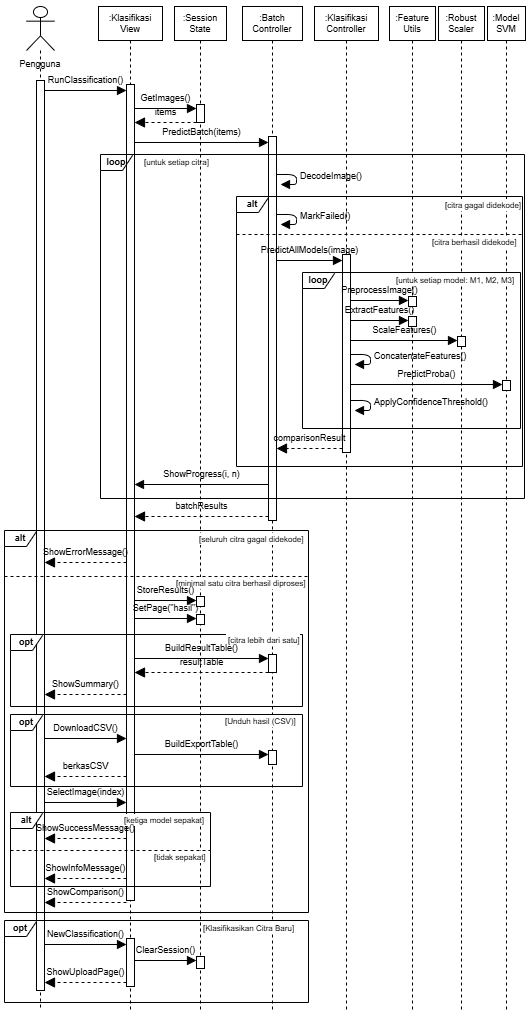 :Klasifikasi
View
:Session
State
:Batch
Controller
:Klasifikasi
Controller
:Feature
Utils
:Robust
Scaler
:Model
SVM
Pengguna
RunClassification()
GetImages()
items
PredictBatch(items)
loop
[untuk setiap citra]
DecodeImage()
alt
[citra gagal didekode]
MarkFailed()
[citra berhasil didekode]
PredictAllModels(image)
loop
[untuk setiap model: M1, M2, M3]
PreprocessImage()
ExtractFeatures()
ScaleFeatures()
ConcatenateFeatures()
PredictProba()
ApplyConfidenceThreshold()
comparisonResult
ShowProgress(i, n)
batchResults
alt
[seluruh citra gagal didekode]
ShowErrorMessage()
[minimal satu citra berhasil diproses]
StoreResults()
SetPage("hasil")
opt
[citra lebih dari satu]
BuildResultTable()
resultTable
ShowSummary()
opt
[Unduh hasil (CSV)]
DownloadCSV()
BuildExportTable()
berkasCSV
SelectImage(index)
alt
[ketiga model sepakat]
ShowSuccessMessage()
[tidak sepakat]
ShowInfoMessage()
ShowComparison()
opt
[Klasifikasikan Citra Baru]
NewClassification()
ClearSession()
ShowUploadPage()